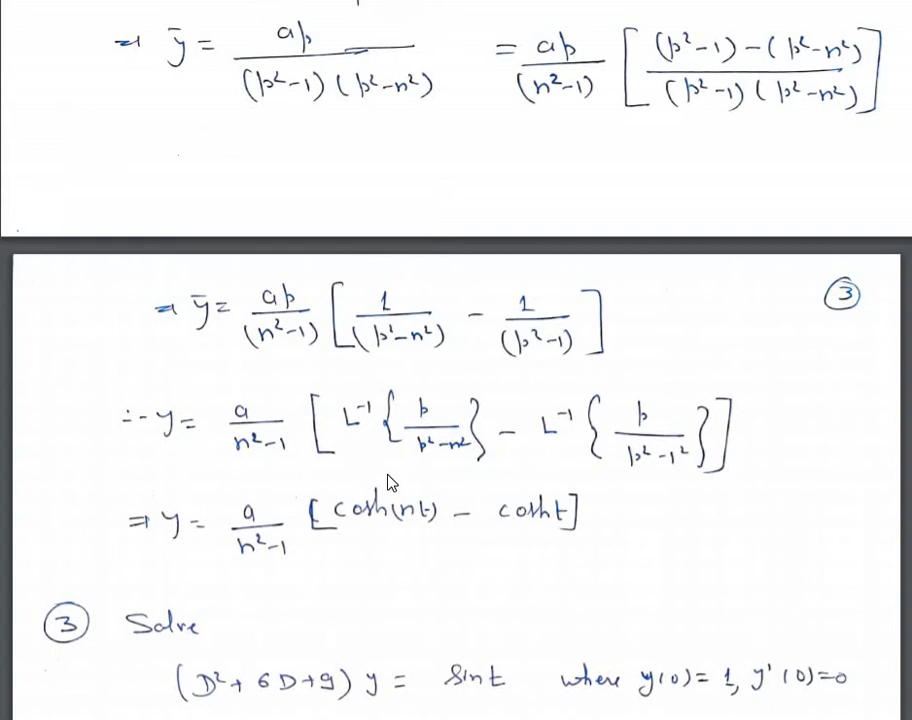 ⇒ ȳ = ap / (p²-1)(p²-n²) = ap / (n²-1) [ (p²-1) - (p²-n²) / (p²-1)(p²-n²) ]
③
⇒ ȳ = ap / (n²-1) [ 1 / (p²-n²) - 1 / (p²-1) ]
∴ y = a / n²-1 [ L⁻¹{ p / p²-n² } - L⁻¹{ p / p²-1² } ]
⇒ y = a / n²-1 [cosh(nt) - cosht]
③ Solve
(D² + 6D+9) y = Sint where y(0) = 1, y'(0)=0